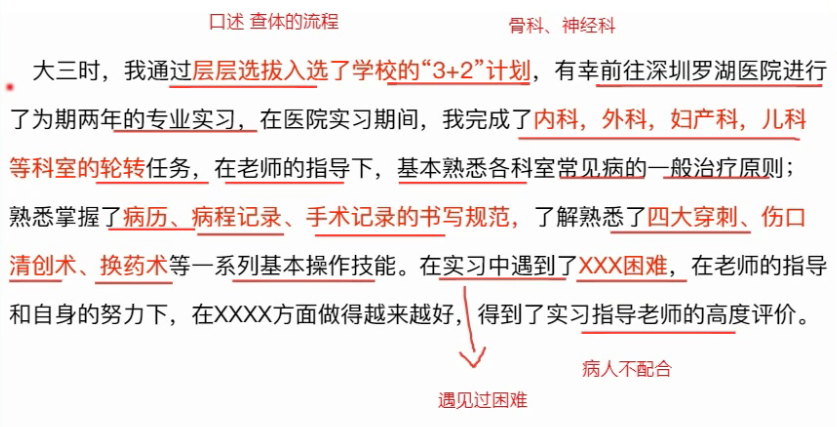 口述 查体的流程
骨科、神经科
大三时，我通过层层选拔入选了学校的“3+2”计划，有幸前往深圳罗湖医院进行
了为期两年的专业实习，在医院实习期间，我完成了内科，外科，妇产科，儿科
等科室的轮转任务，在老师的指导下，基本熟悉各科室常见病的一般治疗原则；
熟悉掌握了病历、病程记录、手术记录的书写规范，了解熟悉了四大穿刺、伤口
清创术、换药术等一系列基本操作技能。在实习中遇到了XXX困难，在老师的指导
和自身的努力下，在XXXX方面做得越来越好，得到了实习指导老师的高度评价。
病人不配合
遇见过困难